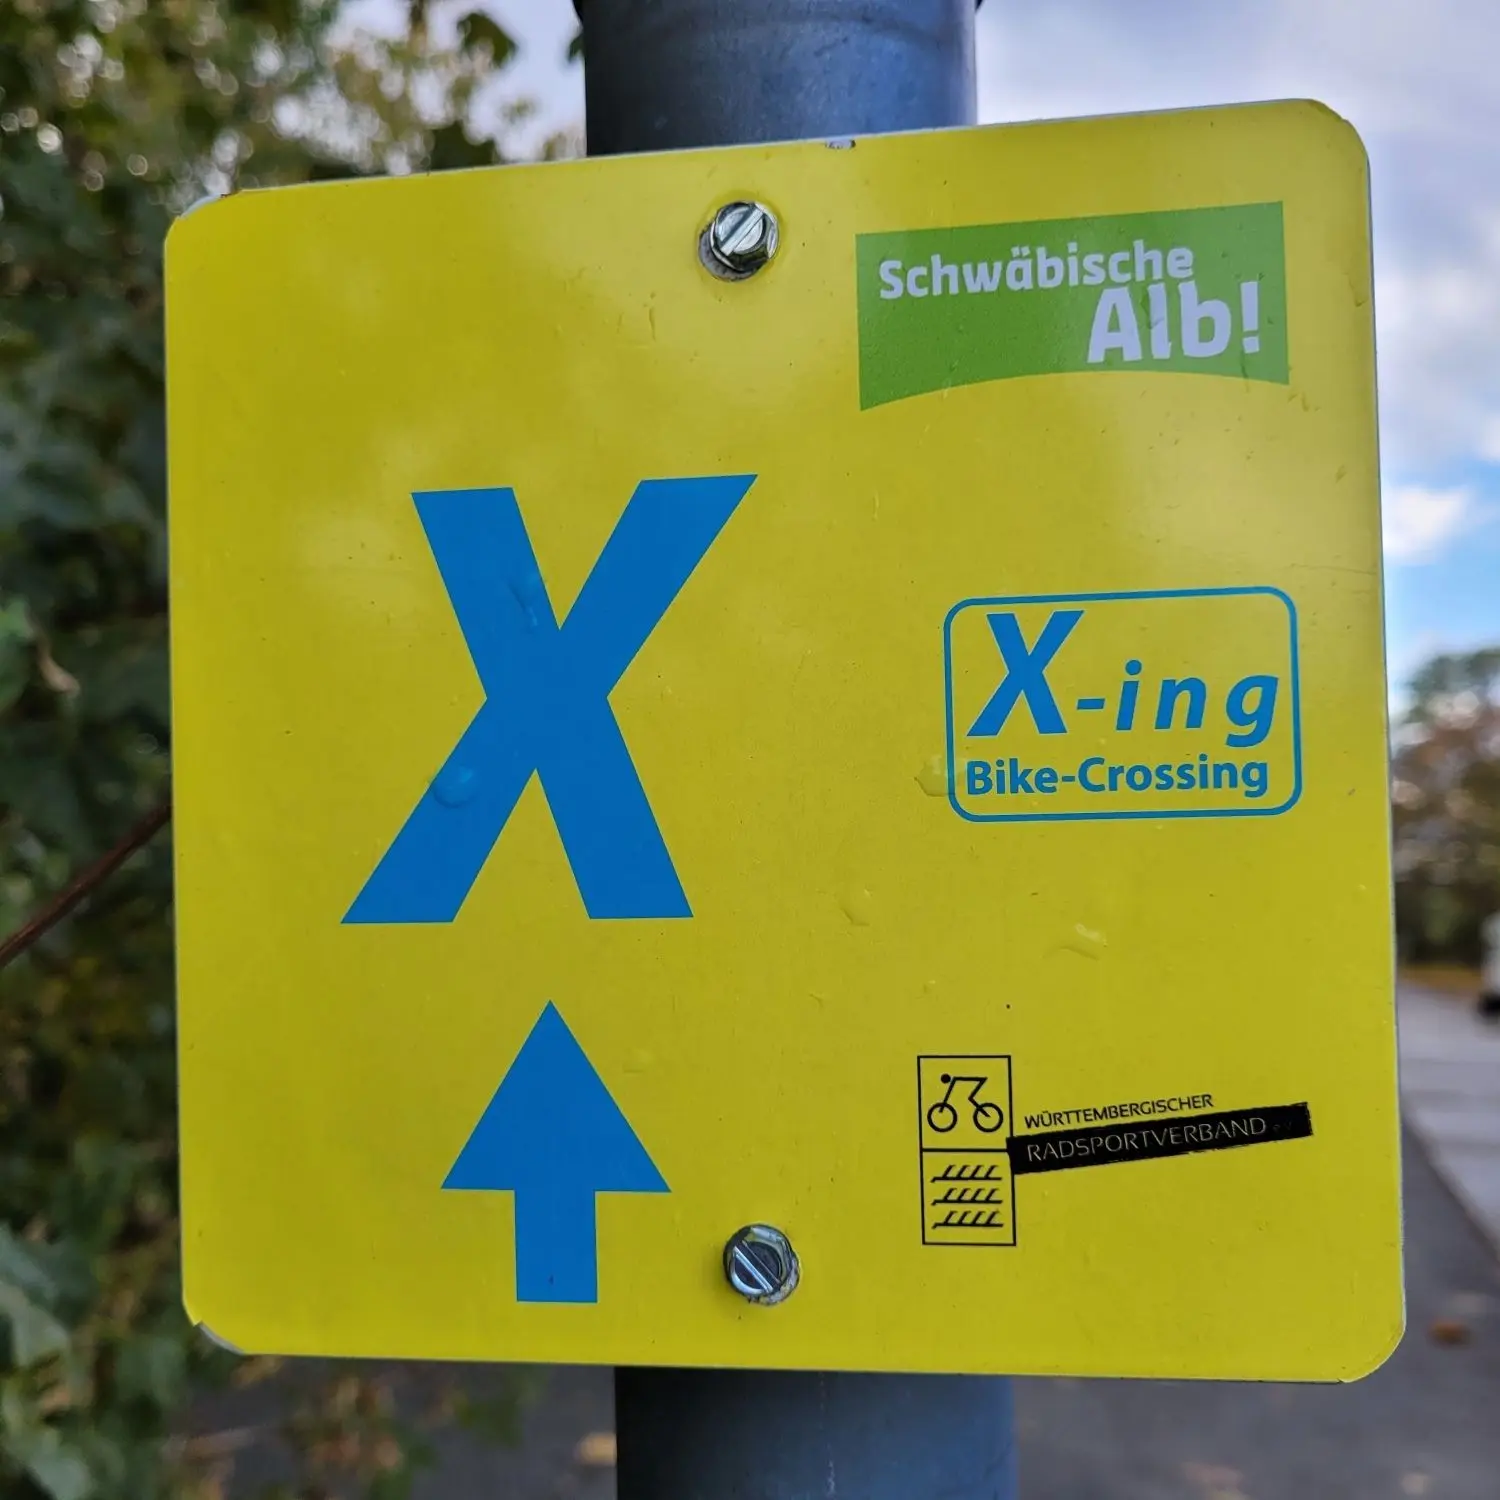 Schwäbische
Alb!
X
X-ing
Bike-Crossing
WÜRTTEMBERGISCHER
RADSPORTVERBAND